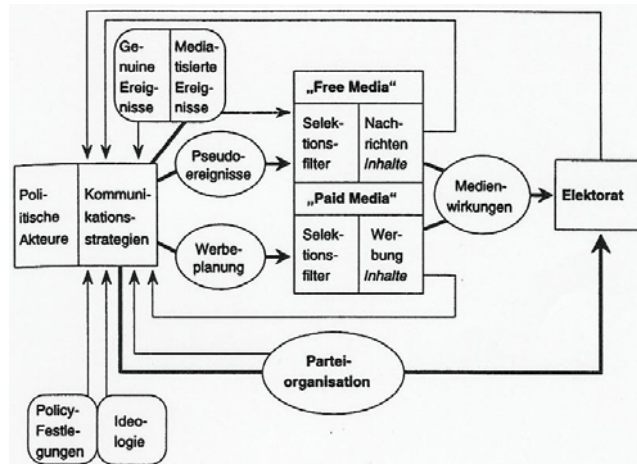 Ge-
nuine
Ereig-
nisse
Media-
tisierte
Ereig-
nisse
„Free Media“
Selek-
tions-
filter
Nach-
richten
Inhalte
Pseudo-
ereignisse
Poli-
itische
Akteure
Kommuni-
kations-
strategien
„Paid Media“
Selek-
tions-
filter
Wer-
bung
Inhalte
Werbe-
planung
Medien-
wirkungen
Elektorat
Partei-
organisation
Policy-
Festle-
gungen
Ideo-
logie